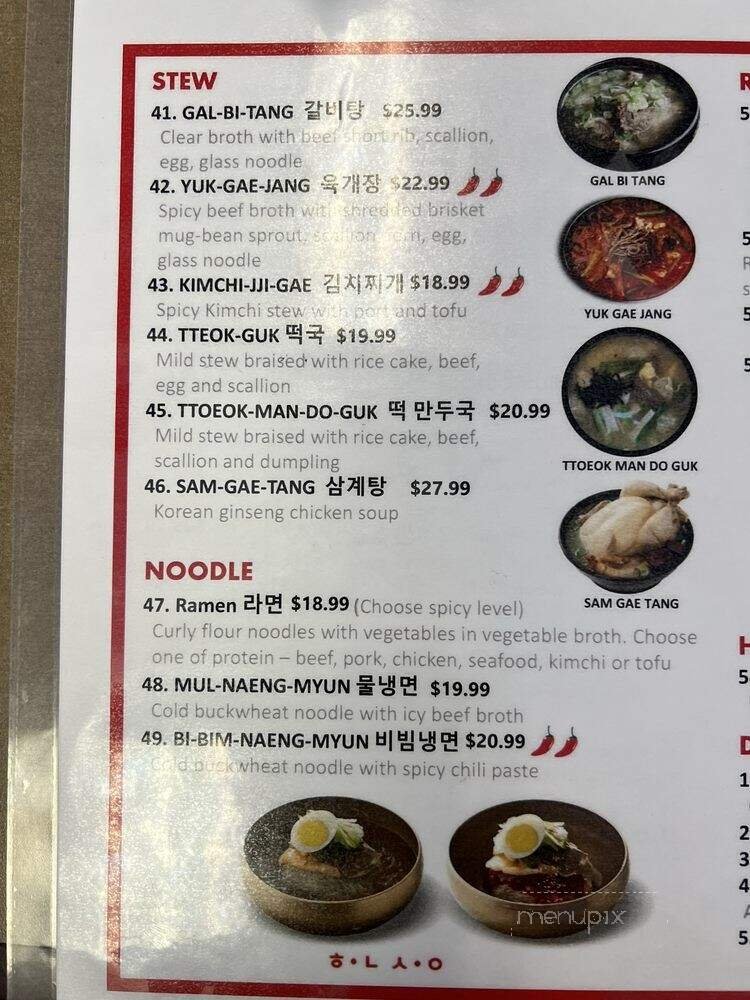 STEW
41. GAL-BI-TANG 갈비탕 $25.99
Clear broth with beef short rib, scallion,
egg, glass noodle
42. YUK-GAE-JANG 육개장 $22.99
Spicy beef broth with shredded brisket
mug-bean sprout, scallion fern, egg,
glass noodle
43. KIMCHI-JJI-GAE 김치찌개 $18.99
Spicy Kimchi stew with port and tofu
44. TTEOK-GUK 떡국 $19.99
Mild stew braised with rice cake, beef,
egg and scallion
45. TTOEOK-MAN-DO-GUK 떡 만두국 $20.99
Mild stew braised with rice cake, beef,
scallion and dumpling
46. SAM-GAE-TANG 삼계탕 $27.99
Korean ginseng chicken soup
GAL BI TANG
YUK GAE JANG
TTOEOK MAN DO GUK
SAM GAE TANG
NOODLE
47. Ramen 라면 $18.99 (Choose spicy level)
Curly flour noodles with vegetables in vegetable broth. Choose
one of protein – beef, pork, chicken, seafood, kimchi or tofu
48. MUL-NAENG-MYUN 물냉면 $19.99
Cold buckwheat noodle with icy beef broth
49. BI-BIM-NAENG-MYUN 비빔냉면 $20.99
Cold buckwheat noodle with spicy chili paste
menupix
ㅎ•ㄴ ㅅ•ㅇ